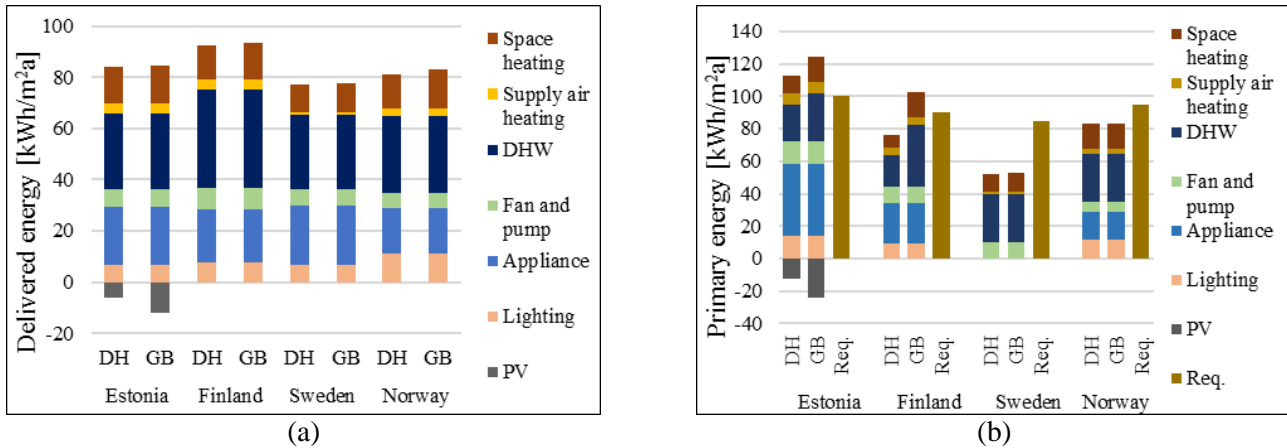 Delivered energy [kWh/m²a]
100
80
60
40
20
0
-20
DH GB DH GB DH GB DH GB
Estonia Finland Sweden Norway
Space
heating
Supply air
heating
DHW
Fan and
pump
Appliance
Lighting
PV
(a)
Primary energy [kWh/m²a]
140
120
100
80
60
40
20
0
-20
-40
DH GB Req. DH GB Req. DH GB Req. DH GB Req.
Estonia Finland Sweden Norway
Space
heating
Supply air
heating
DHW
Fan and
pump
Appliance
Lighting
PV
Req.
(b)